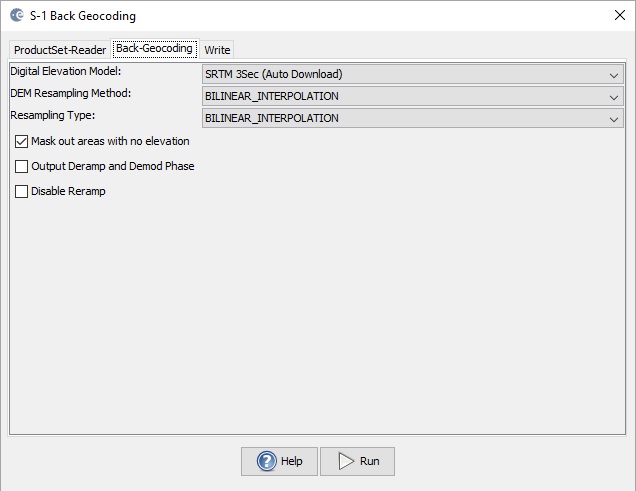 S-1 Back Geocoding
ProductSet-Reader Back-Geocoding Write
Digital Elevation Model: SRTM 3Sec (Auto Download)
DEM Resampling Method: BILINEAR_INTERPOLATION
Resampling Type: BILINEAR_INTERPOLATION
Mask out areas with no elevation
Output Deramp and Demod Phase
Disable Reramp
Help Run